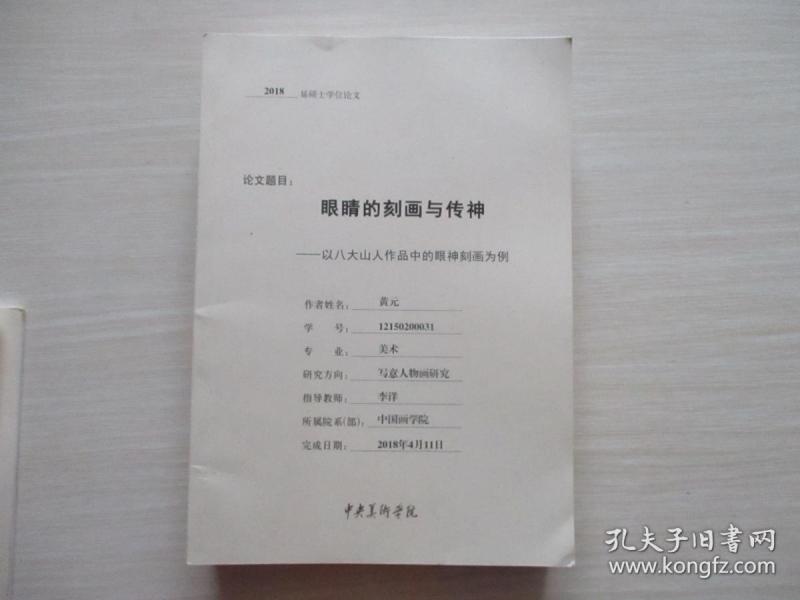 2018 届硕士学位论文
论文题目：
眼睛的刻画与传神
——以八大山人作品中的眼神刻画为例
作者姓名： 黄元
学 号： 12150200031
专 业： 美术
研究方向： 写意人物画研究
指导教师： 李洋
所属院系(部)： 中国画学院
完成日期： 2018年4月11日
中央美術学院
孔夫子旧书网
www.kongfz.com